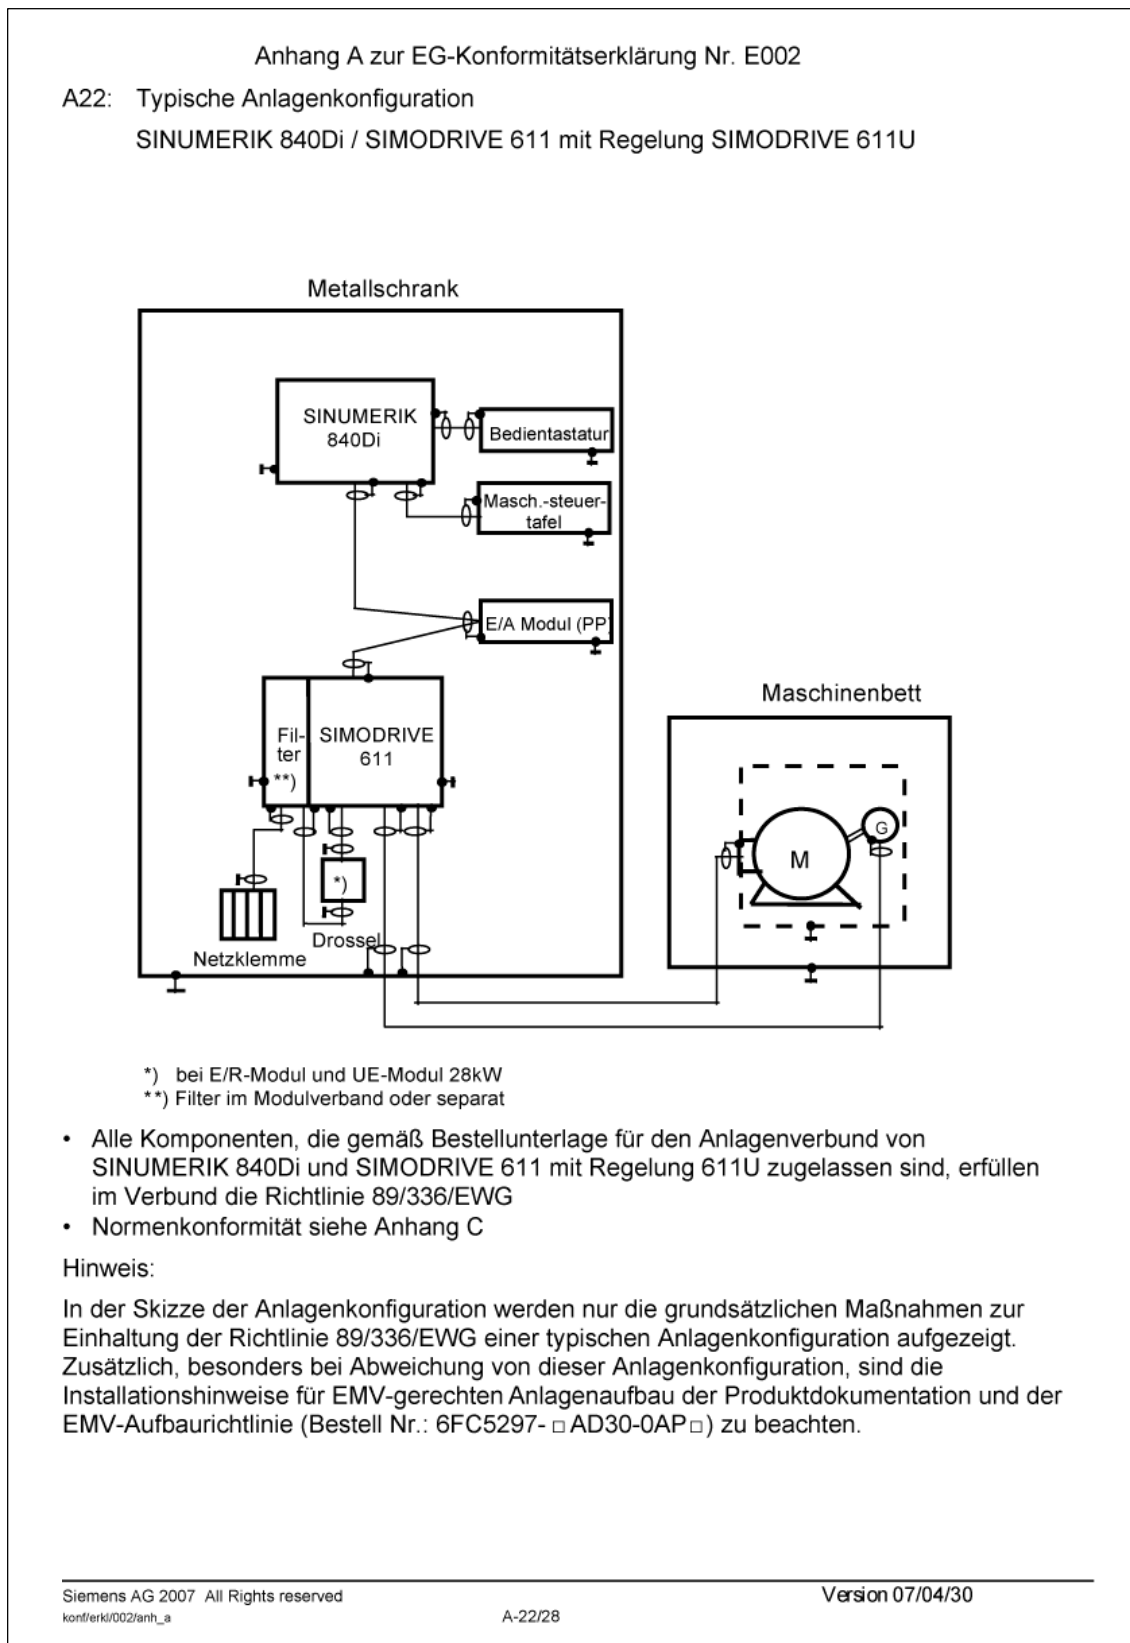 Anhang A zur EG-Konformitätserklärung Nr. E002
A22: Typische Anlagenkonfiguration
SINUMERIK 840Di / SIMODRIVE 611 mit Regelung SIMODRIVE 611U
Metallschrank
SINUMERIK
840Di
Bedientastatur
Masch.-steuer-
tafel
E/A Modul (PP)
Fil-
ter
**)
SIMODRIVE
611
*)
Drossel
Netzklemme
Maschinenbett
M
G
*) bei E/R-Modul und UE-Modul 28kW
**) Filter im Modulverband oder separat
• Alle Komponenten, die gemäß Bestellunterlage für den Anlagenverbund von
SINUMERIK 840Di und SIMODRIVE 611 mit Regelung 611U zugelassen sind, erfüllen
im Verbund die Richtlinie 89/336/EWG
• Normenkonformität siehe Anhang C
Hinweis:
In der Skizze der Anlagenkonfiguration werden nur die grundsätzlichen Maßnahmen zur
Einhaltung der Richtlinie 89/336/EWG einer typischen Anlagenkonfiguration aufgezeigt.
Zusätzlich, besonders bei Abweichung von dieser Anlagenkonfiguration, sind die
Installationshinweise für EMV-gerechten Anlagenaufbau der Produktdokumentation und der
EMV-Aufbaurichtlinie (Bestell Nr.: 6FC5297- □ AD30-0AP□) zu beachten.
Siemens AG 2007 All Rights reserved
Version 07/04/30
konf/erkl/002/anh_a
A-22/28